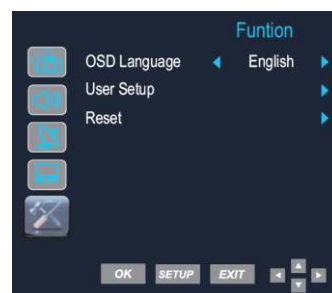 Funtion
OSD Language English
User Setup
Reset
OK SETUP EXIT